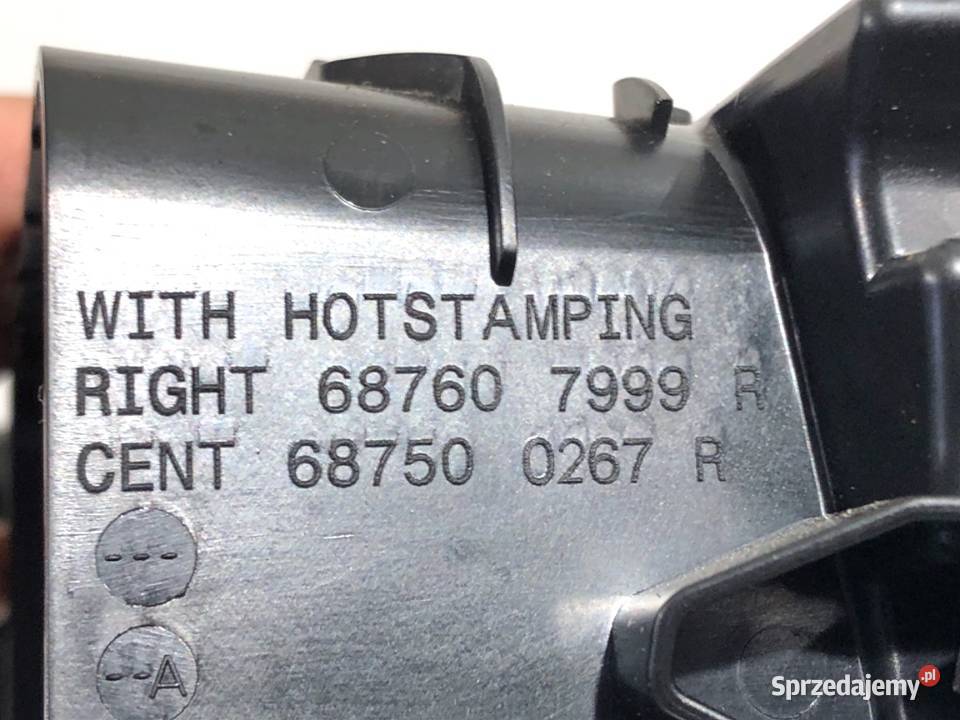 WITH HOTSTAMPING
RIGHT 68760 7999 R
CENT 68750 0267 R
---
--A
Sprzedajemy.pl